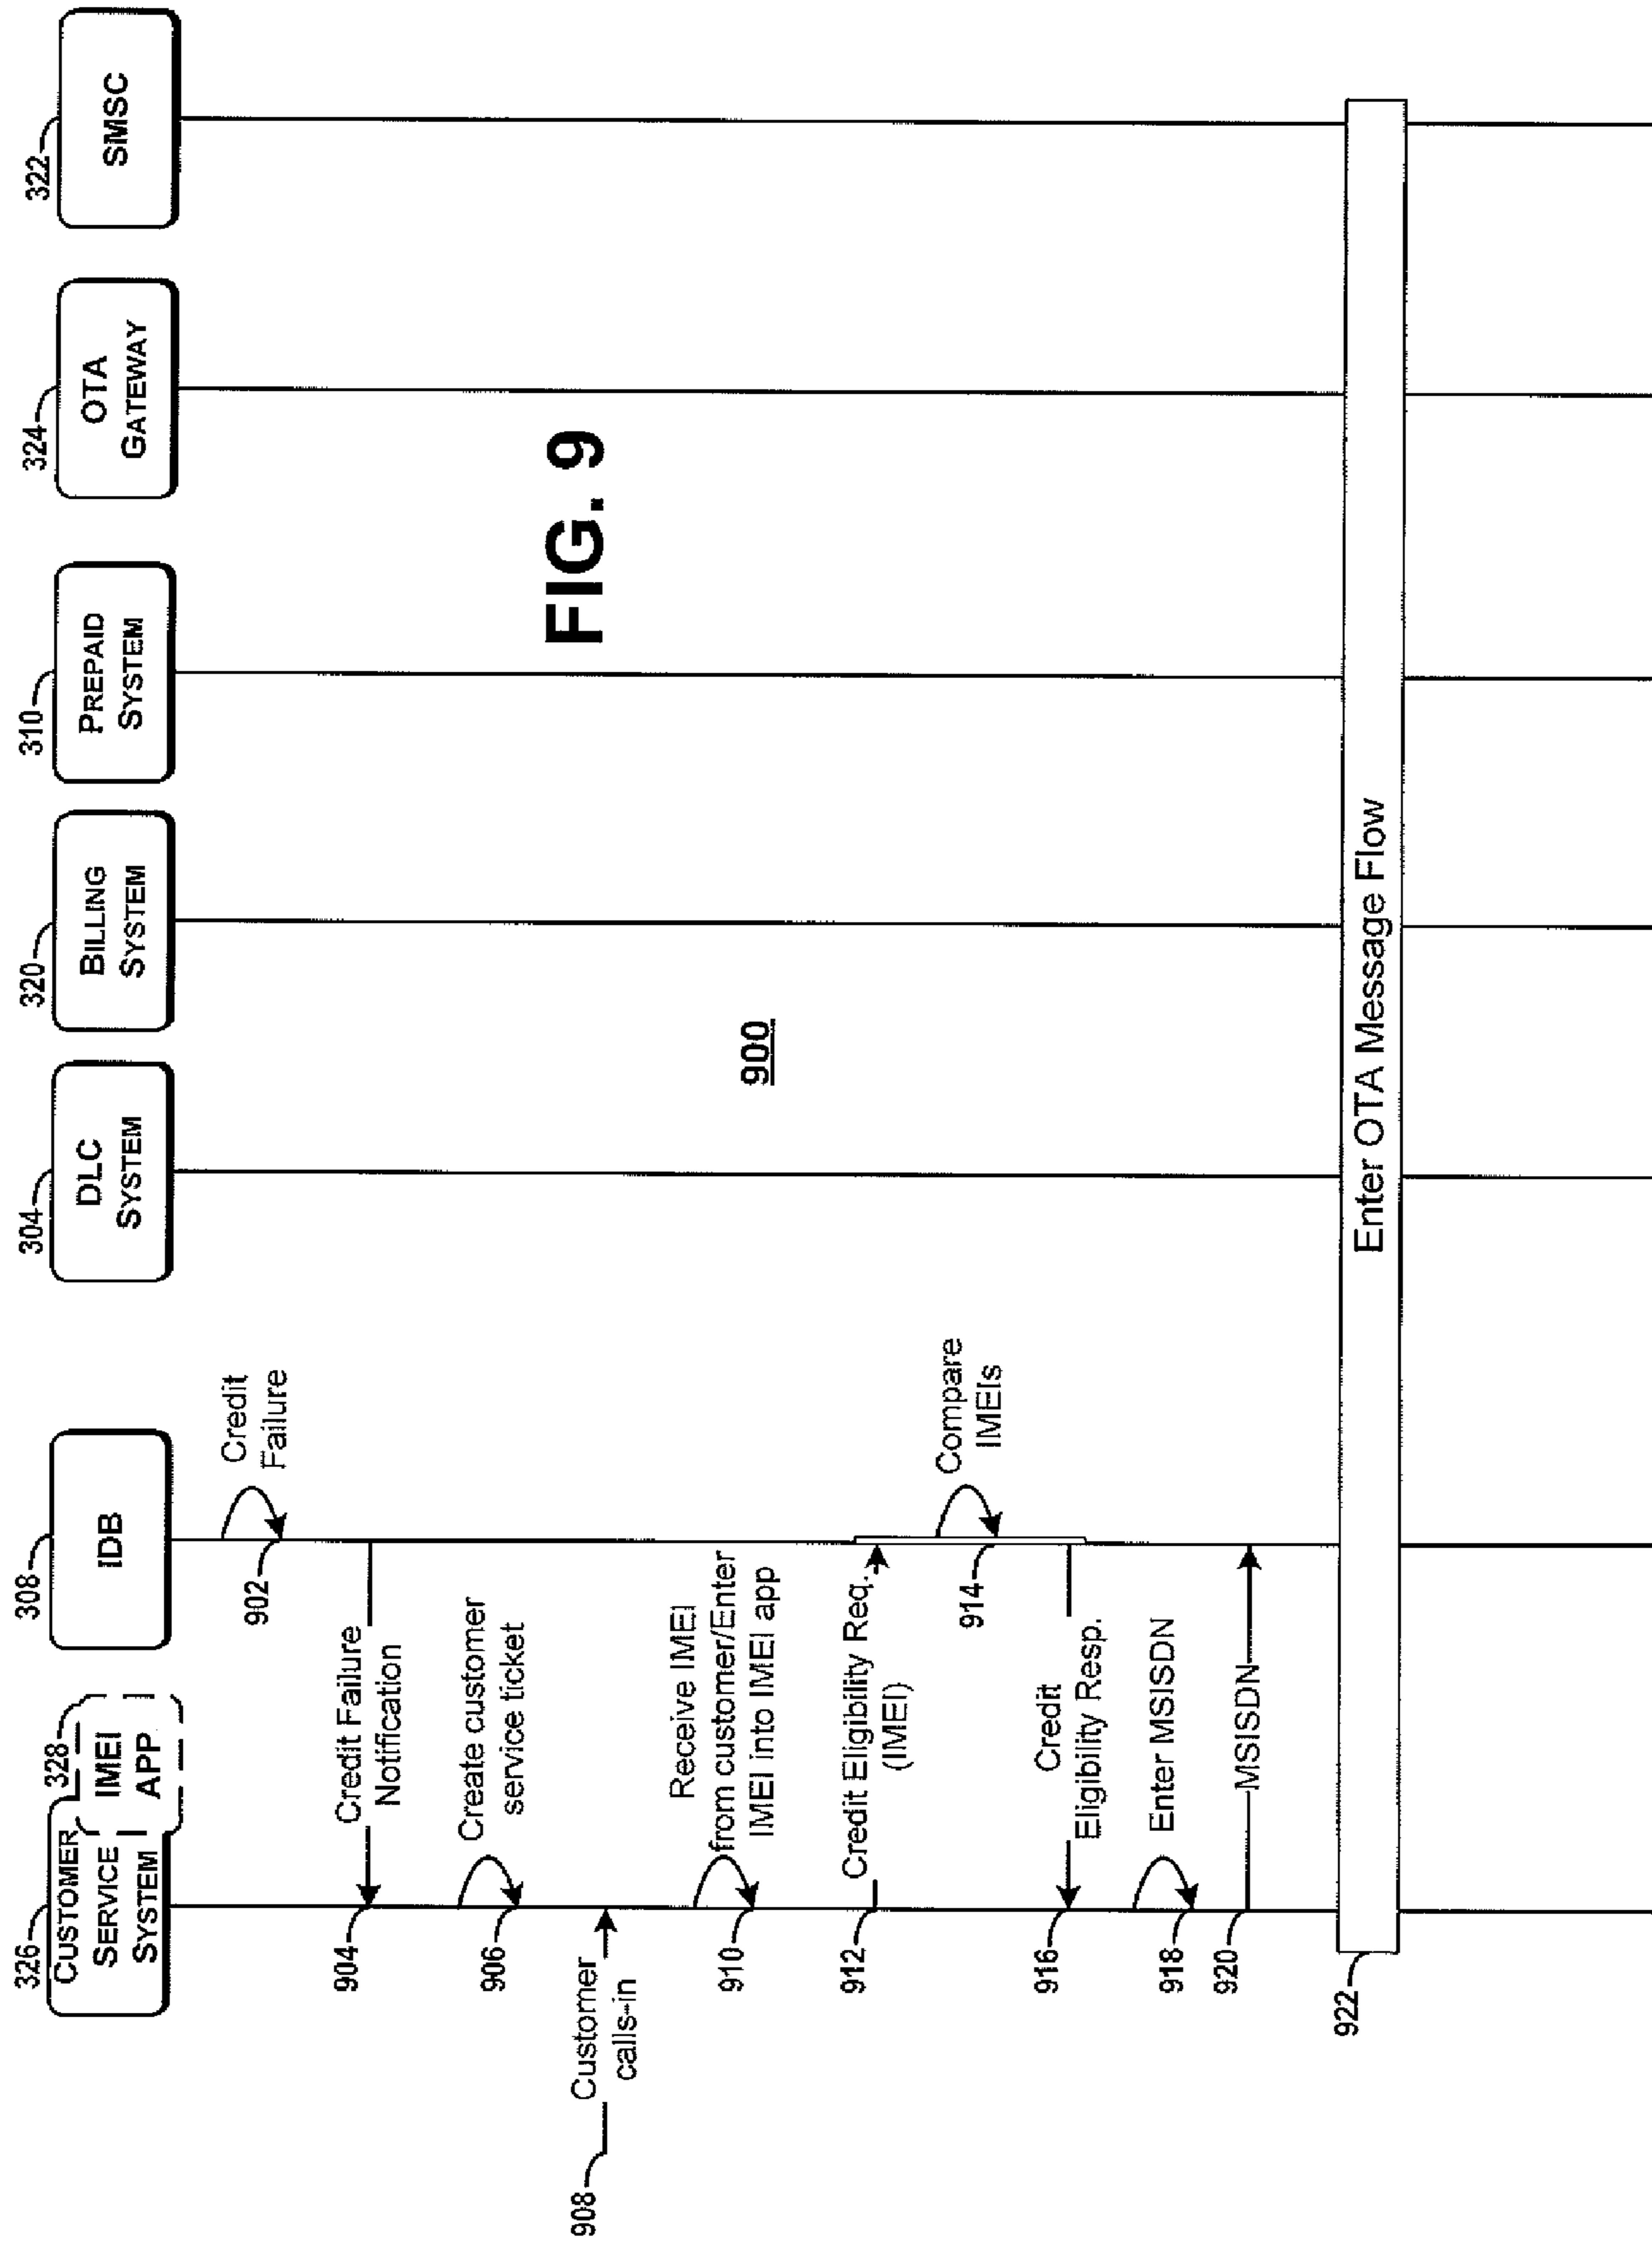 326
CUSTOMER
SERVICE
SYSTEM
328
IMEI
APP
308
IDB
304
DLC
SYSTEM
320
BILLING
SYSTEM
310
PREPAID
SYSTEM
324
OTA
GATEWAY
322
SMSC
Credit
Failure
902
Credit Failure
Notification
904
Create customer
service ticket
906
908
Customer
calls-in
Receive IMEI
from customer/Enter
IMEI into IMEI app
910
Credit Eligibility Req.
(IMEI)
912
Compare
IMEIs
914
Credit
Eligibility Resp.
916
Enter MSISDN
918
MSISDN
920
Enter OTA Message Flow
922
900
FIG. 9